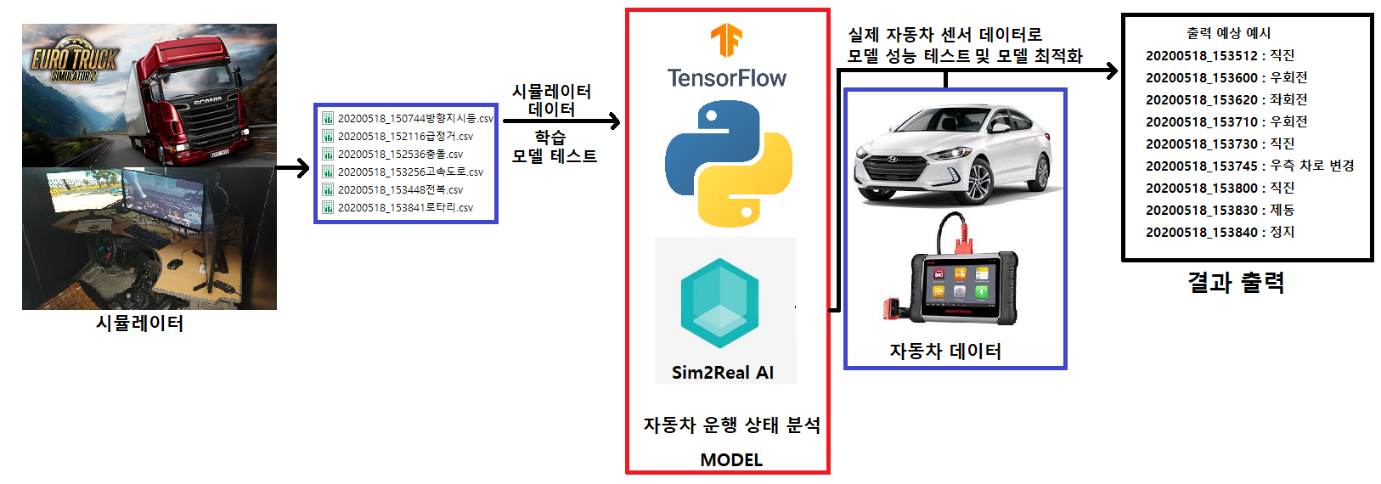 EURO TRUCK
SIMULATOR 2
SCANIA
시뮬레이터
20200518_150744방향지시등.csv
20200518_152116급정거.csv
20200518_152536충돌.csv
20200518_153256고속도로.csv
20200518_153448전복.csv
20200518_153841로타리.csv
시뮬레이터
데이터
학습
모델 테스트
TensorFlow
Sim2Real AI
자동차 운행 상태 분석
MODEL
실제 자동차 센서 데이터로
모델 성능 테스트 및 모델 최적화
자동차 데이터
출력 예상 예시
20200518_153512 : 직진
20200518_153600 : 우회전
20200518_153620 : 좌회전
20200518_153710 : 우회전
20200518_153730 : 직진
20200518_153745 : 우측 차로 변경
20200518_153800 : 직진
20200518_153830 : 제동
20200518_153840 : 정지
결과 출력